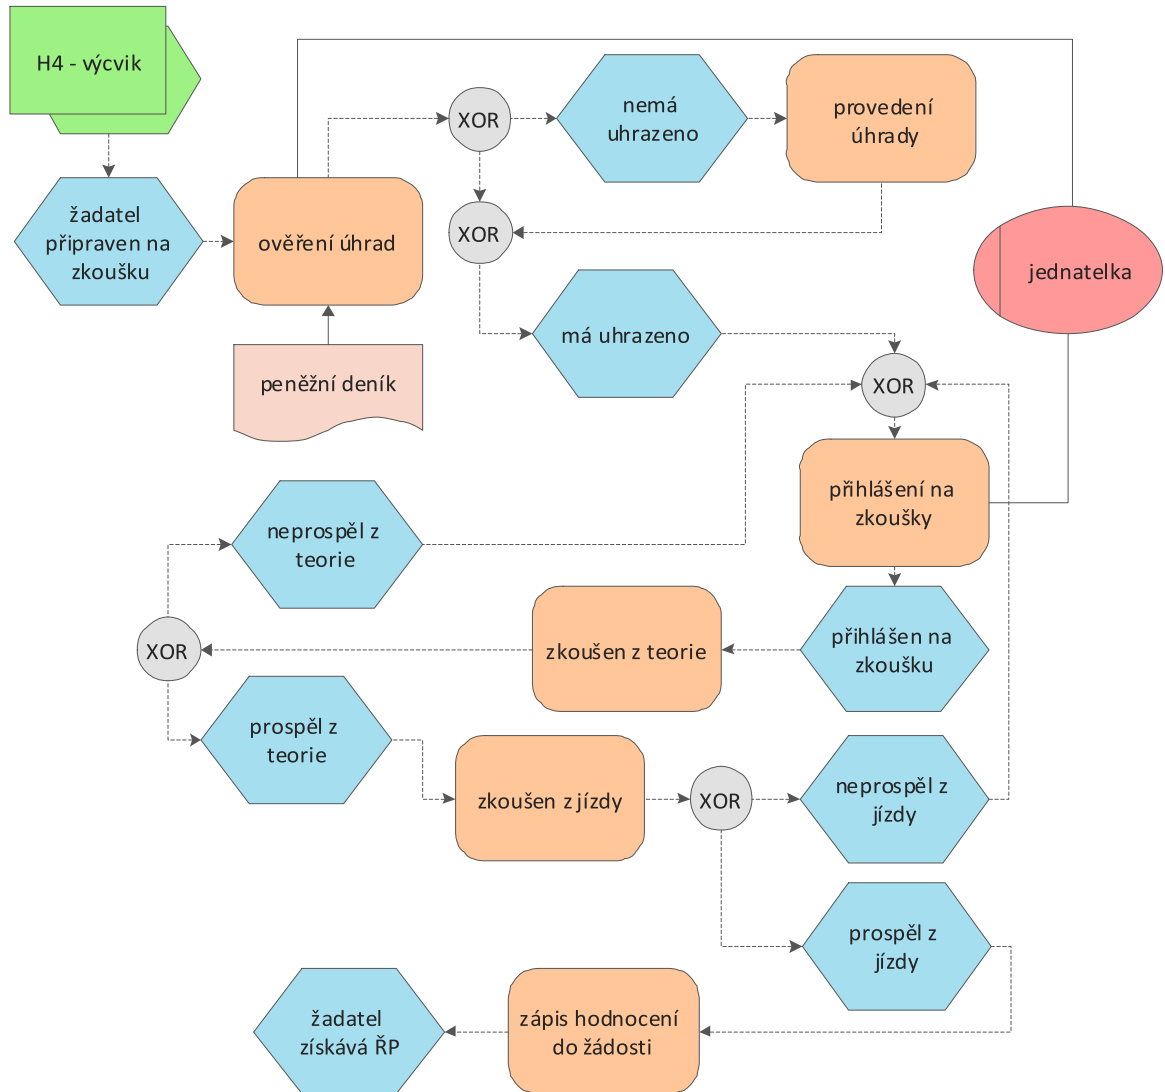 H4 - výcvik
XOR
nemá
uhrazeno
provedení
úhrady
žadatel
připraven na
zkoušku
ověření úhrad
XOR
jednatelka
má uhrazeno
peněžní deník
XOR
přihlášení na
zkoušky
neprospěl z
teorie
XOR
zkoušen z teorie
přihlášen na
zkoušku
prospěl z
teorie
zkoušen z jízdy
XOR
neprospěl z
jízdy
prospěl z
jízdy
žadatel
získává ŘP
zápis hodnocení
do žádosti